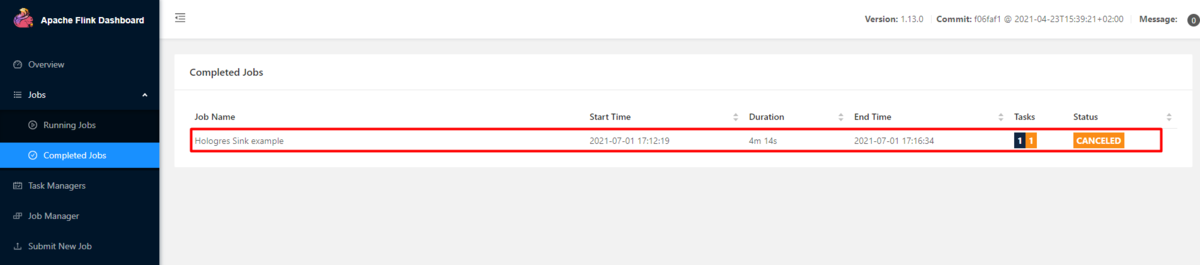 Apache Flink Dashboard
Version: 1.13.0 Commit: f06faf1 @ 2021-04-23T15:39:21+02:00 Message: 0
Overview
Jobs
Running Jobs
Completed Jobs
Task Managers
Job Manager
Submit New Job
Completed Jobs
Job Name Start Time Duration End Time Tasks Status
Hologres Sink example 2021-07-01 17:12:19 4m 14s 2021-07-01 17:16:34 1 1 CANCELED